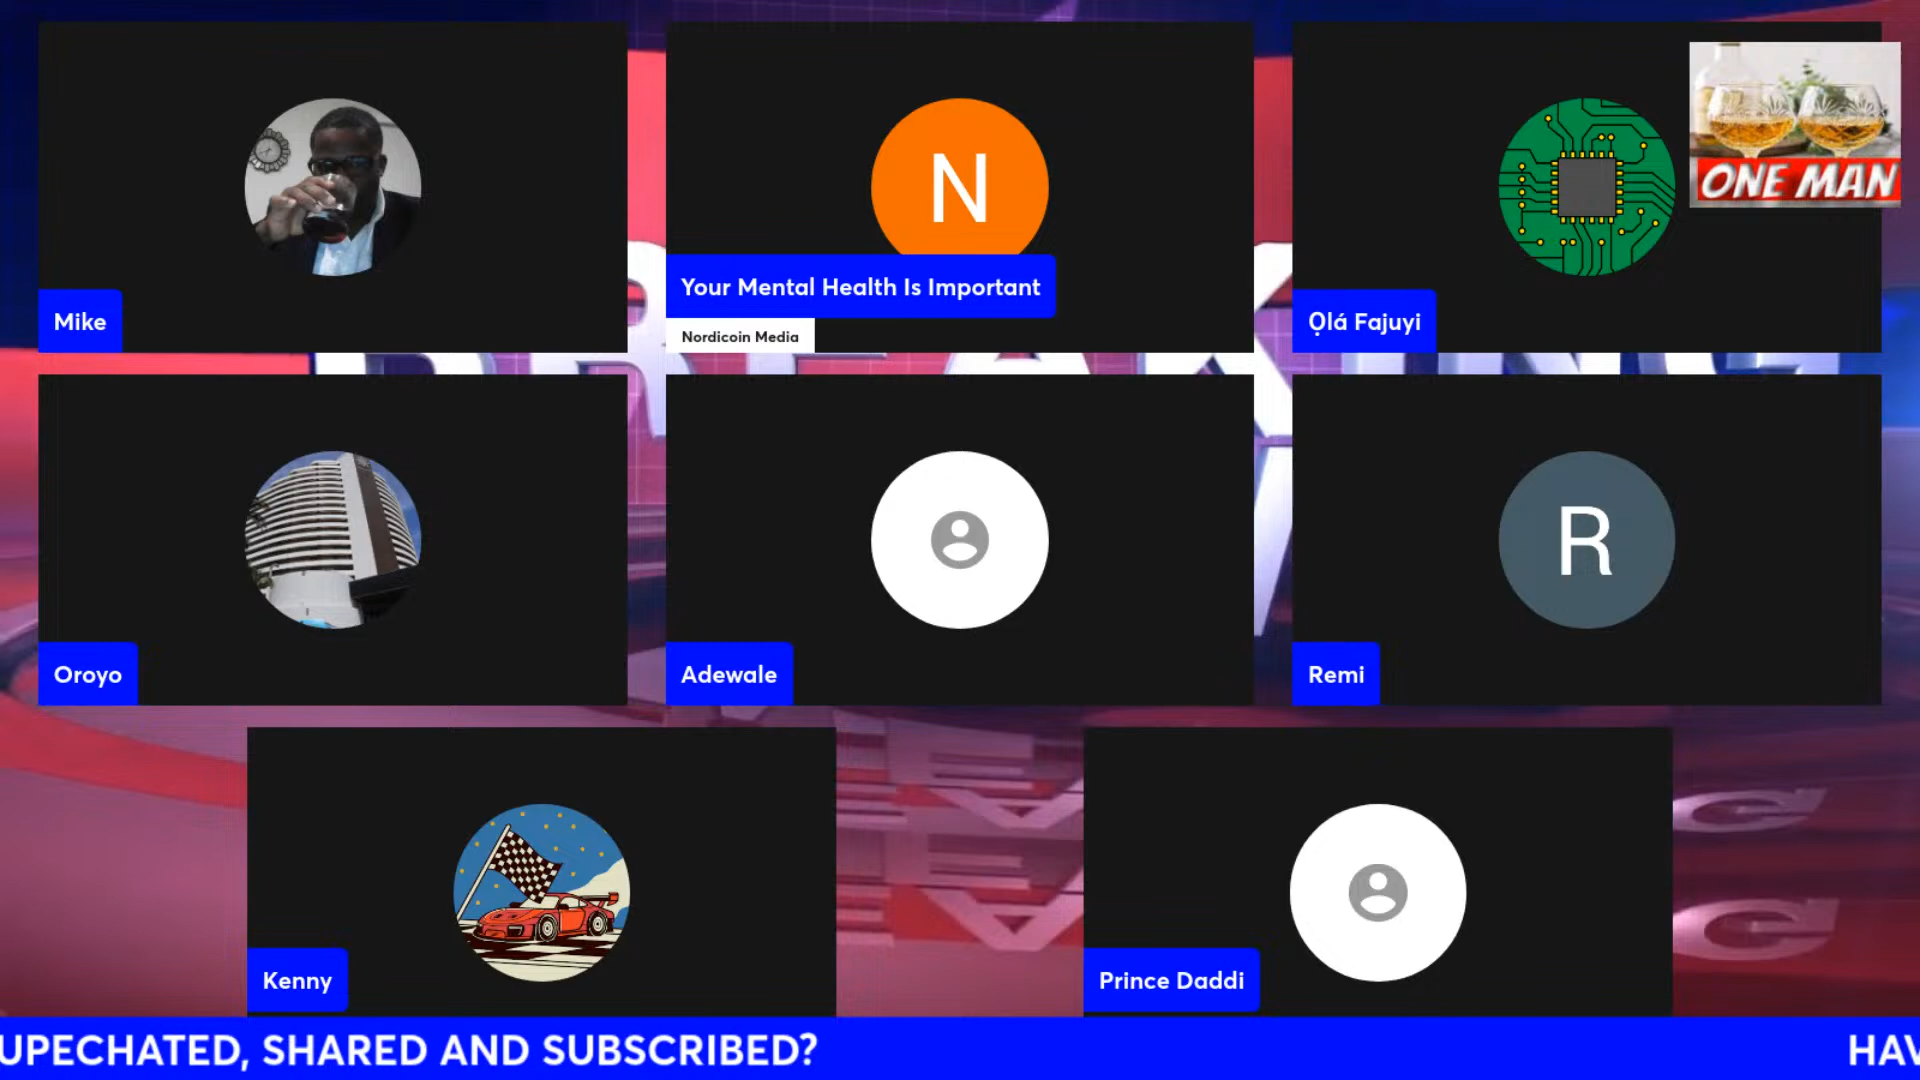 N
ONE MAN
Mike
Your Mental Health Is Important
Nordicoin Media
Ọlá Fajuyi
R
Oroyo
Adewale
Remi
Kenny
Prince Daddi
UPECHATED, SHARED AND SUBSCRIBED?
HAV